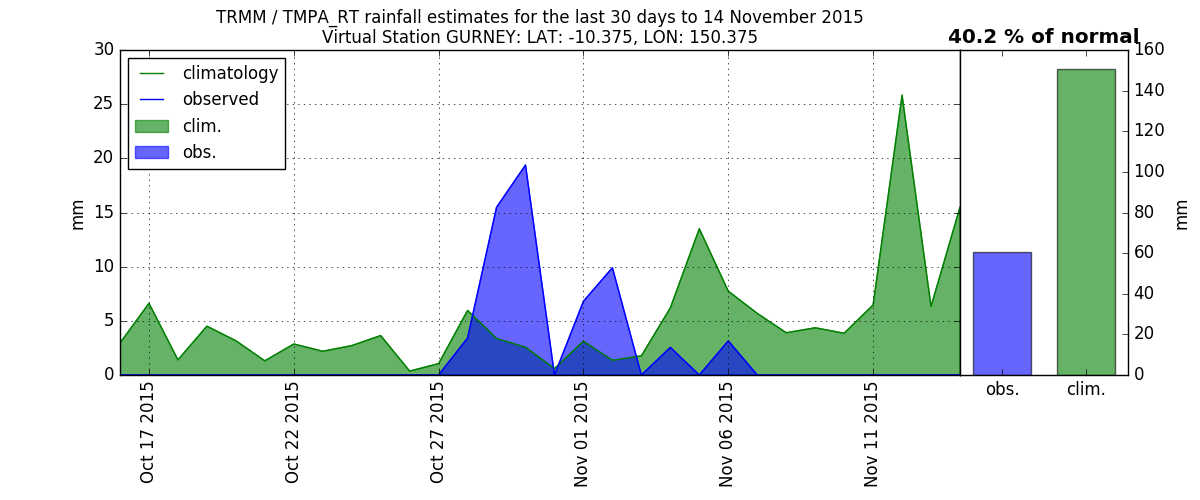 TRMM / TMPA_RT rainfall estimates for the last 30 days to 14 November 2015
Virtual Station GURNEY: LAT: -10.375, LON: 150.375
40.2 % of normal
climatology
observed
clim.
obs.
30
25
20
15
10
5
0
mm
Oct 17 2015
Oct 22 2015
Oct 27 2015
Nov 01 2015
Nov 06 2015
Nov 11 2015
160
140
120
100
80
60
40
20
0
mm
obs.
clim.